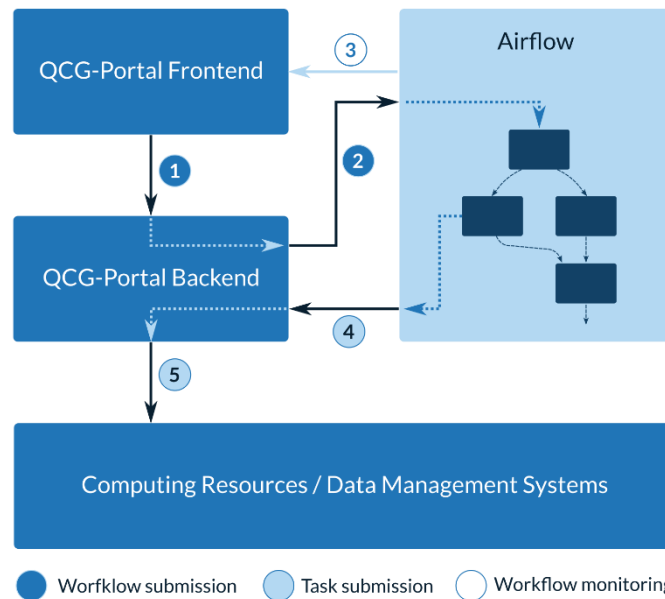 QCG-Portal Frontend
3
Airflow
1
2
QCG-Portal Backend
4
5
Computing Resources / Data Management Systems
Worfklow submission
Task submission
Workflow monitoring